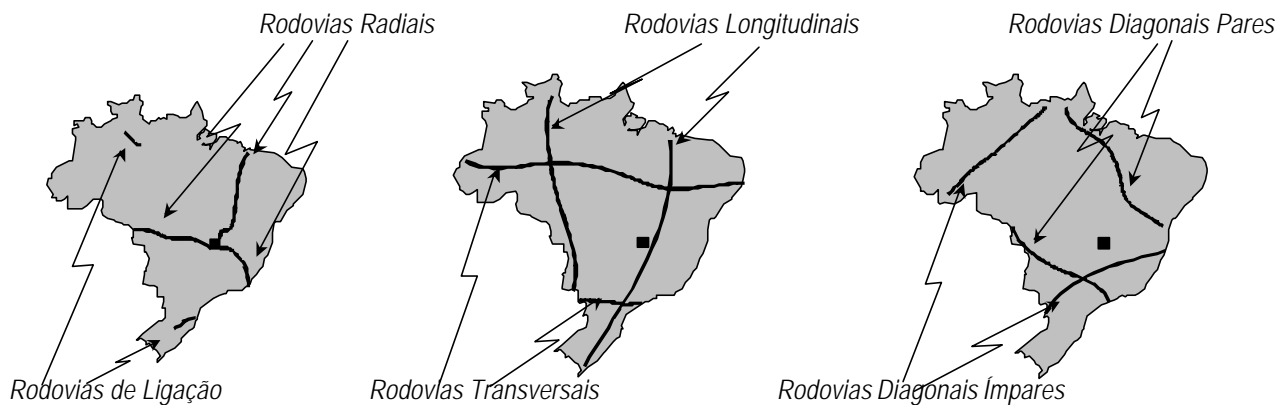 Rodovias Radiais
Rodovias Longitudinais
Rodovias Diagonais Pares
Rodovias de Ligação
Rodovias Transversais
Rodovias Diagonais Ímpares